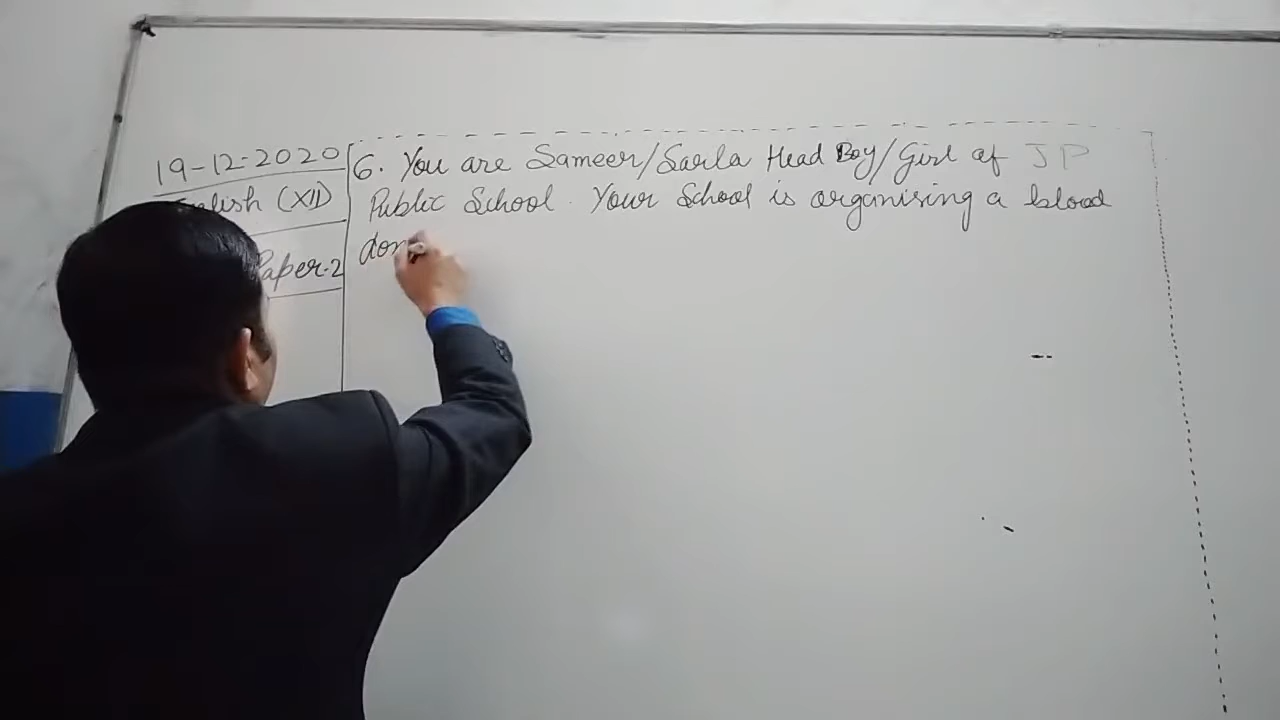 19-12-2020
(XII)
Paper-2
6. You are Sameer/Sarla Head Boy/Girl of JP
Public School. Your School is organising a blood
don